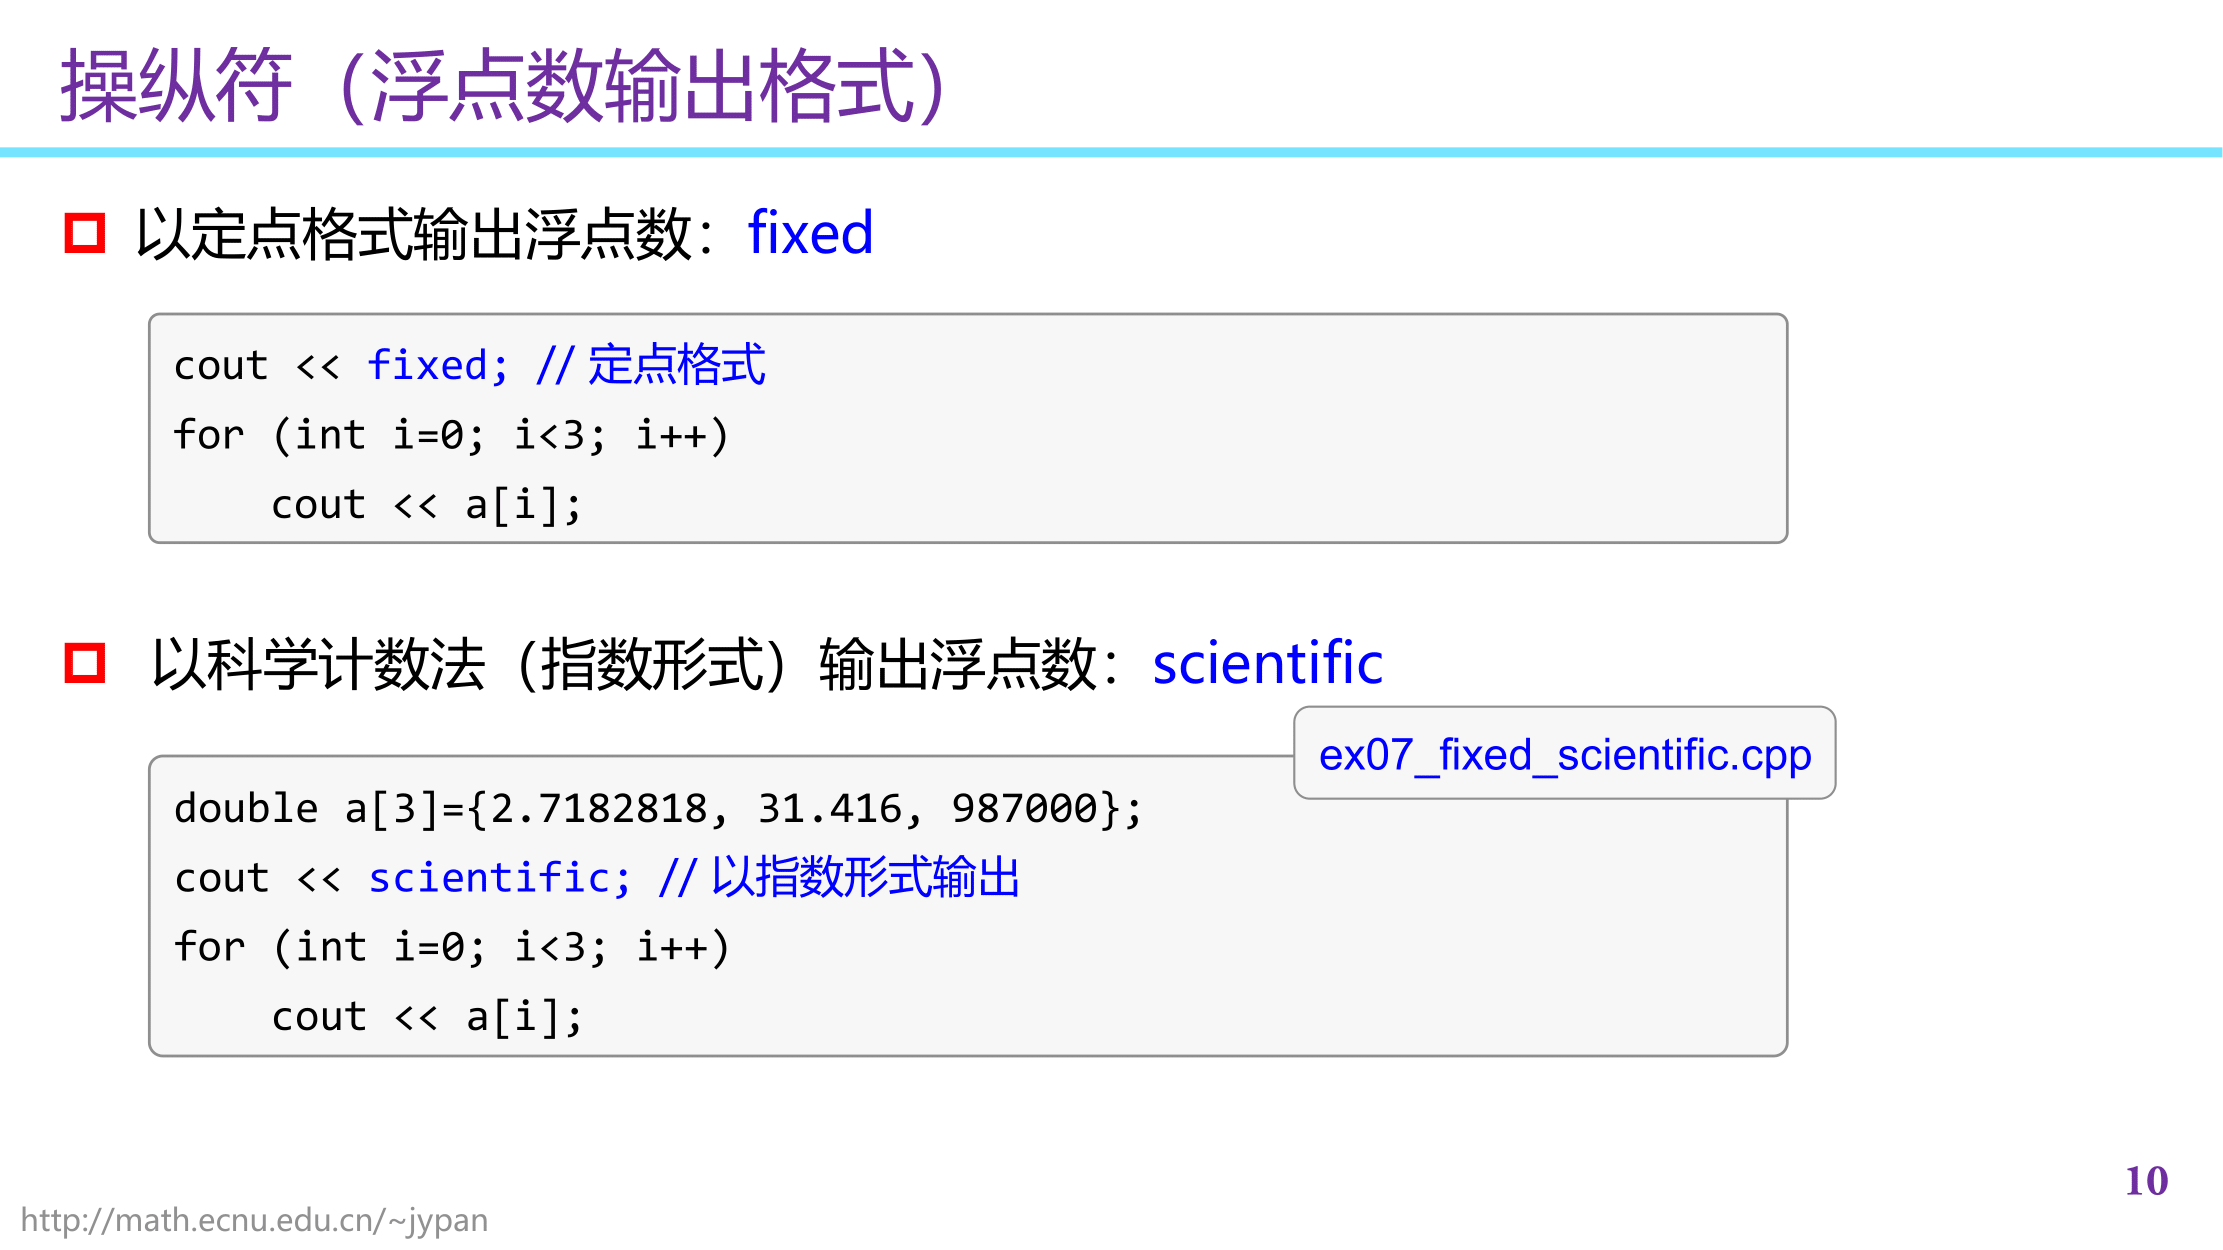 操纵符（浮点数输出格式）
以定点格式输出浮点数：fixed
cout << fixed; // 定点格式
for (int i=0; i<3; i++)
    cout << a[i];
以科学计数法（指数形式）输出浮点数：scientific
ex07_fixed_scientific.cpp
double a[3]={2.7182818, 31.416, 987000};
cout << scientific; // 以指数形式输出
for (int i=0; i<3; i++)
    cout << a[i];
10
http://math.ecnu.edu.cn/~jypan